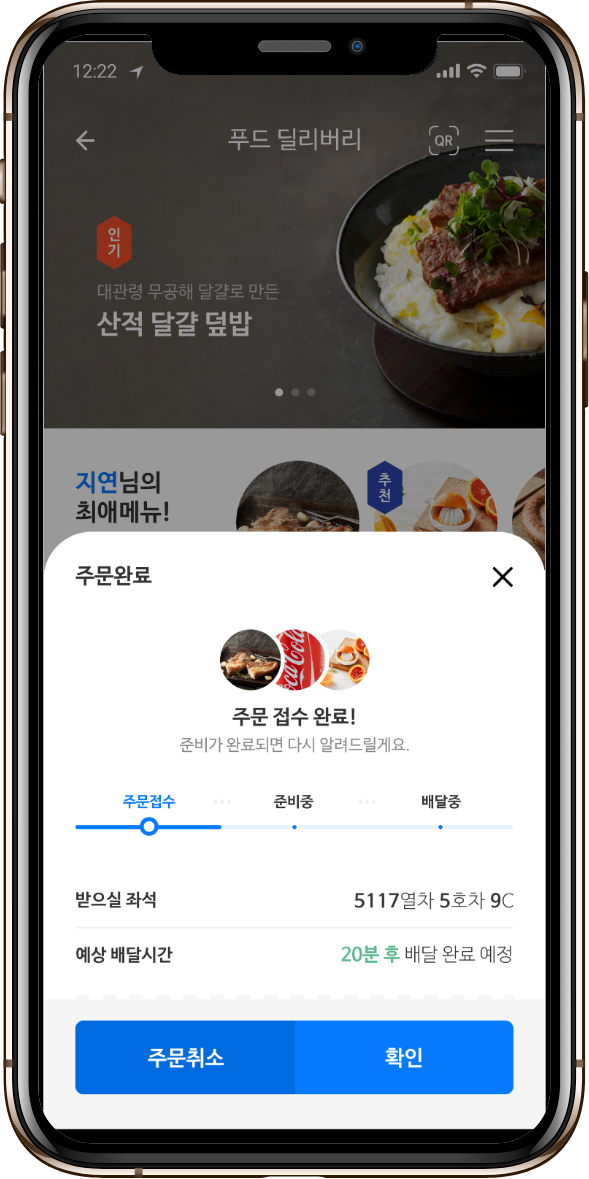 12:22
푸드 딜리버리
QR
인기
대관령 무공해 달걀로 만든
산적 달걀 덮밥
지연님의
최애메뉴!
추천
주문완료
Coca-Cola
주문 접수 완료!
준비가 완료되면 다시 알려드릴게요.
주문접수 준비중 배달중
받으실 좌석 5117열차 5호차 9C
예상 배달시간 20분 후 배달 완료 예정
주문취소 확인